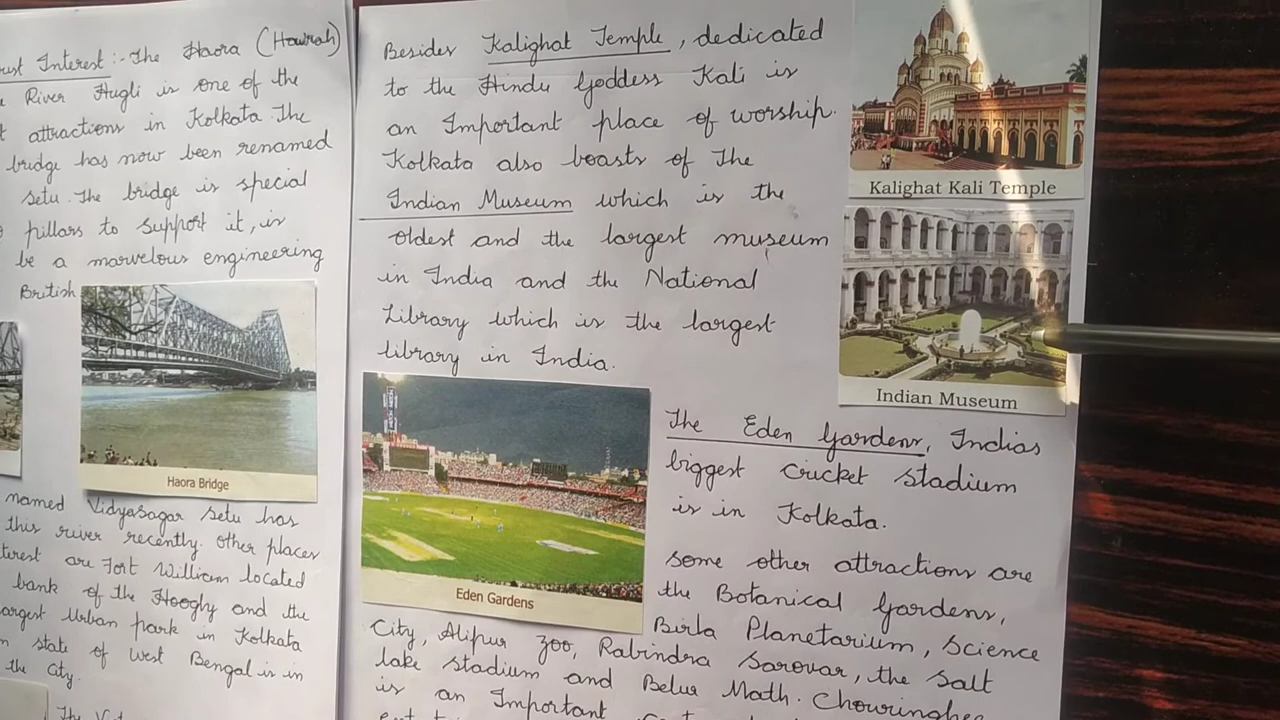 rust Interest :- The Haora (Howrah)
River Hugli is one of the
attractions in Kolkata. The
bridge has now been renamed
setu. The bridge is special
pillars to support it, is
be a marvelous engineering
British
Haora Bridge
named Vidyasagar setu has
this river recently. Other places
terest are Fort William located
bank of the Hoogly and the
argest Urban park in Kolkata
state of West Bengal is in
the city.
The Vict
Besides Kalighat Temple, dedicated
to the Hindu Goddess Kali is
an Important place of worship.
Kolkata also boasts of The
Indian Museum which is the
oldest and the largest museum
in India and the National
Library which is the largest
library in India.
Kalighat Kali Temple
Indian Museum
Eden Gardens
The Eden Gardens, Indias
biggest cricket stadium
is in Kolkata.
Some other attractions are
the Botanical Gardens,
Birla Planetarium, Science
City, Alipur Zoo, Rabindra Sarovar, the Salt
lake stadium and Belur Math. Chowringhee
is an Important